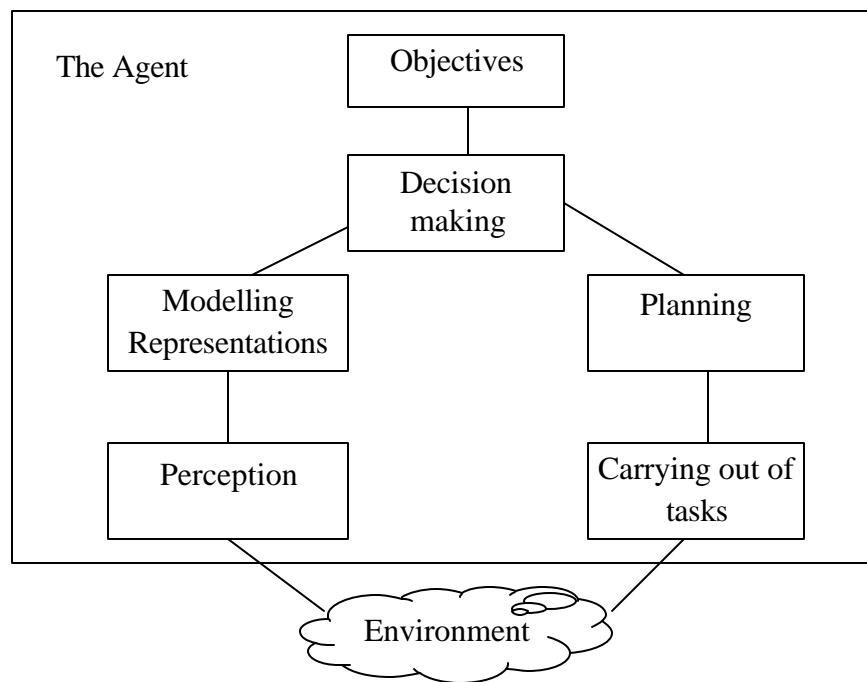 The Agent
Objectives
Decision
making
Modelling
Representations
Planning
Perception
Carrying out of
tasks
Environment